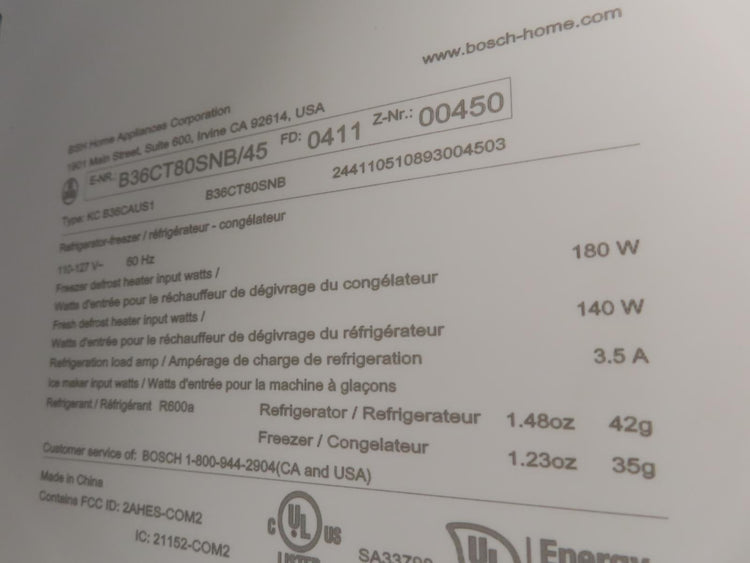 www.bosch-home.com
BSH Home Appliances Corporation
1901 Main Street, Suite 600, Irvine CA 92614, USA
E-NR.: B36CT80SNB/45 FD: 0411 Z-Nr.: 00450
Type: KC B36CAUS1 B36CT80SNB 244110510893004503
Refrigerator-freezer / réfrigérateur - congélateur
110-127 V~ 60 Hz
Freezer defrost heater input watts /
Watts d'entrée pour le réchauffeur de dégivrage du congélateur 180 W
Fresh defrost heater input watts /
Watts d'entrée pour le réchauffeur de dégivrage du réfrigérateur 140 W
Refrigeration load amp / Ampérage de charge de refrigeration 3.5 A
Ice maker input watts / Watts d'entrée pour la machine à glaçons
Refrigerant / Réfrigérant R600a Refrigerator / Refrigerateur 1.48oz 42g
Freezer / Congelateur 1.23oz 35g
Customer service of: BOSCH 1-800-944-2904(CA and USA)
Made in China
Contains FCC ID: 2AHES-COM2
IC: 21152-COM2
C UL US
LISTED
UL Energy